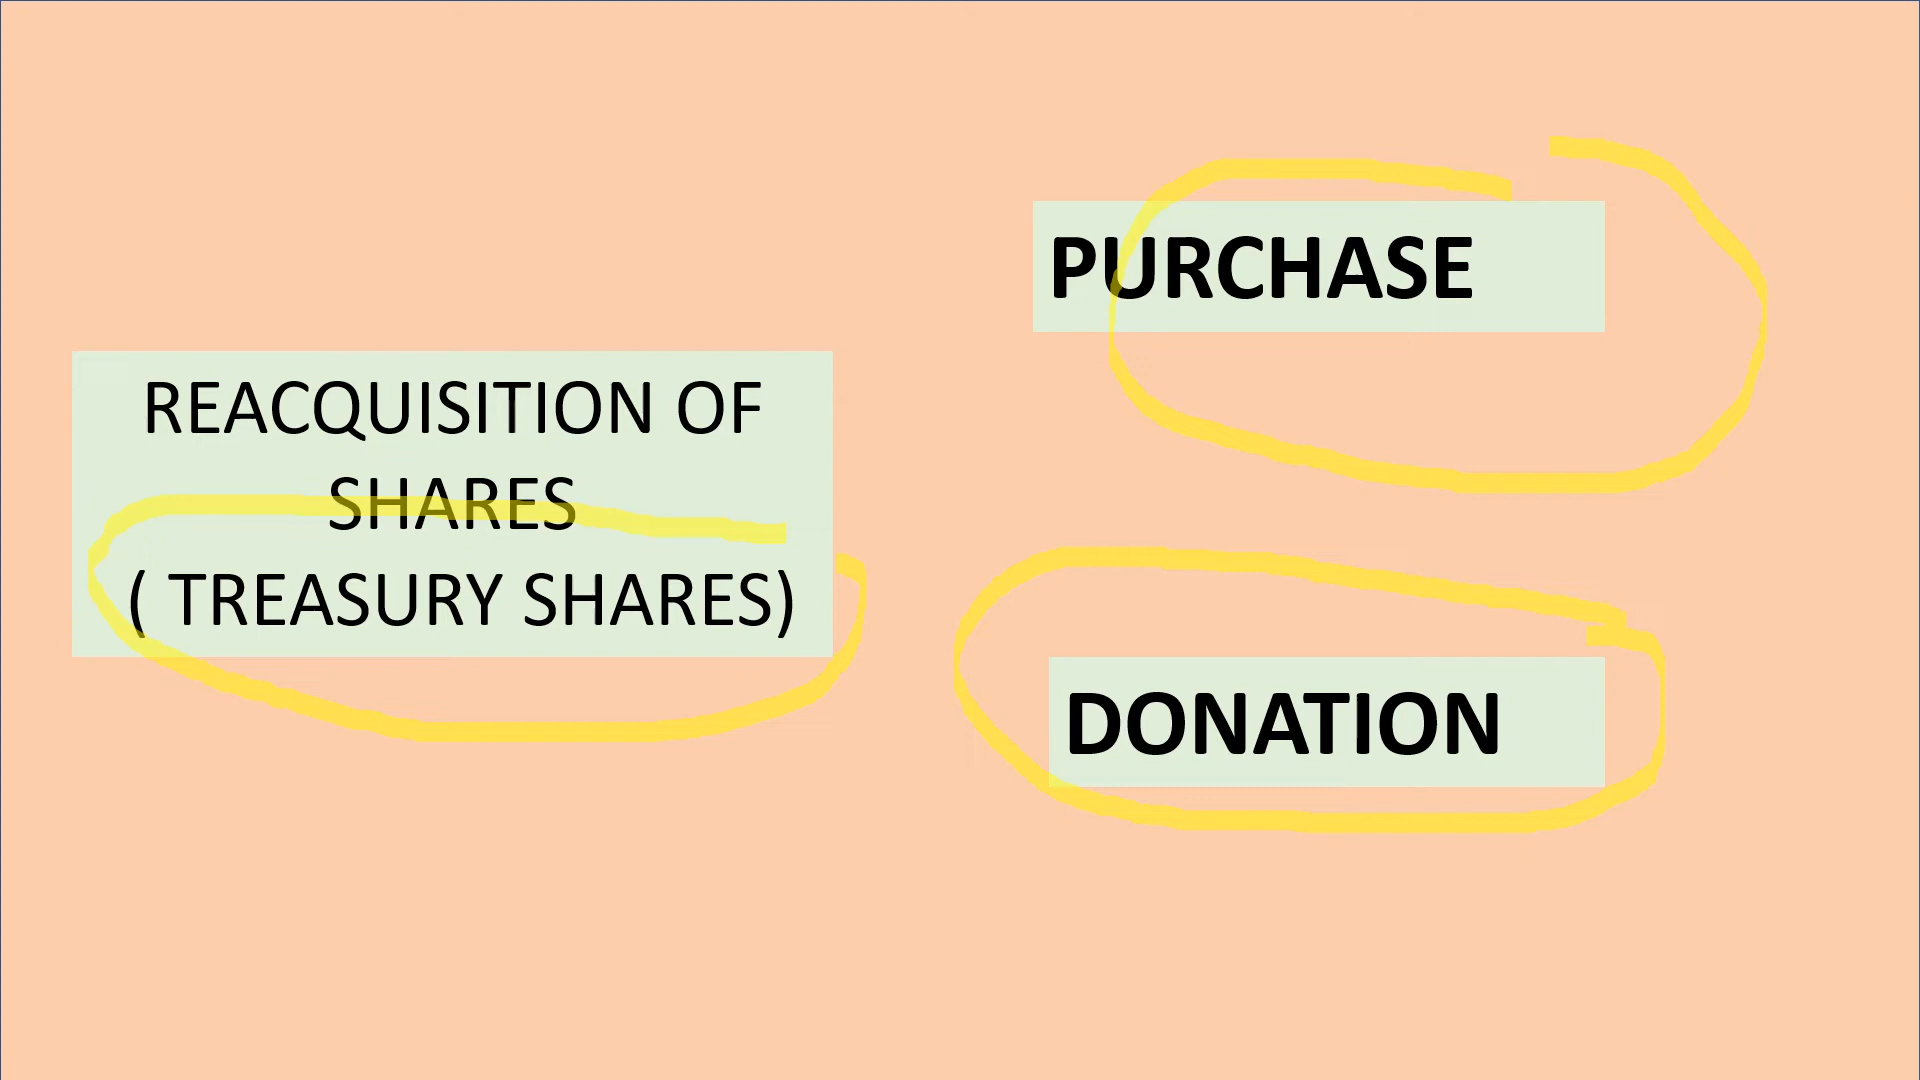 REACQUISITION OF
SHARES
( TREASURY SHARES)
PURCHASE
DONATION